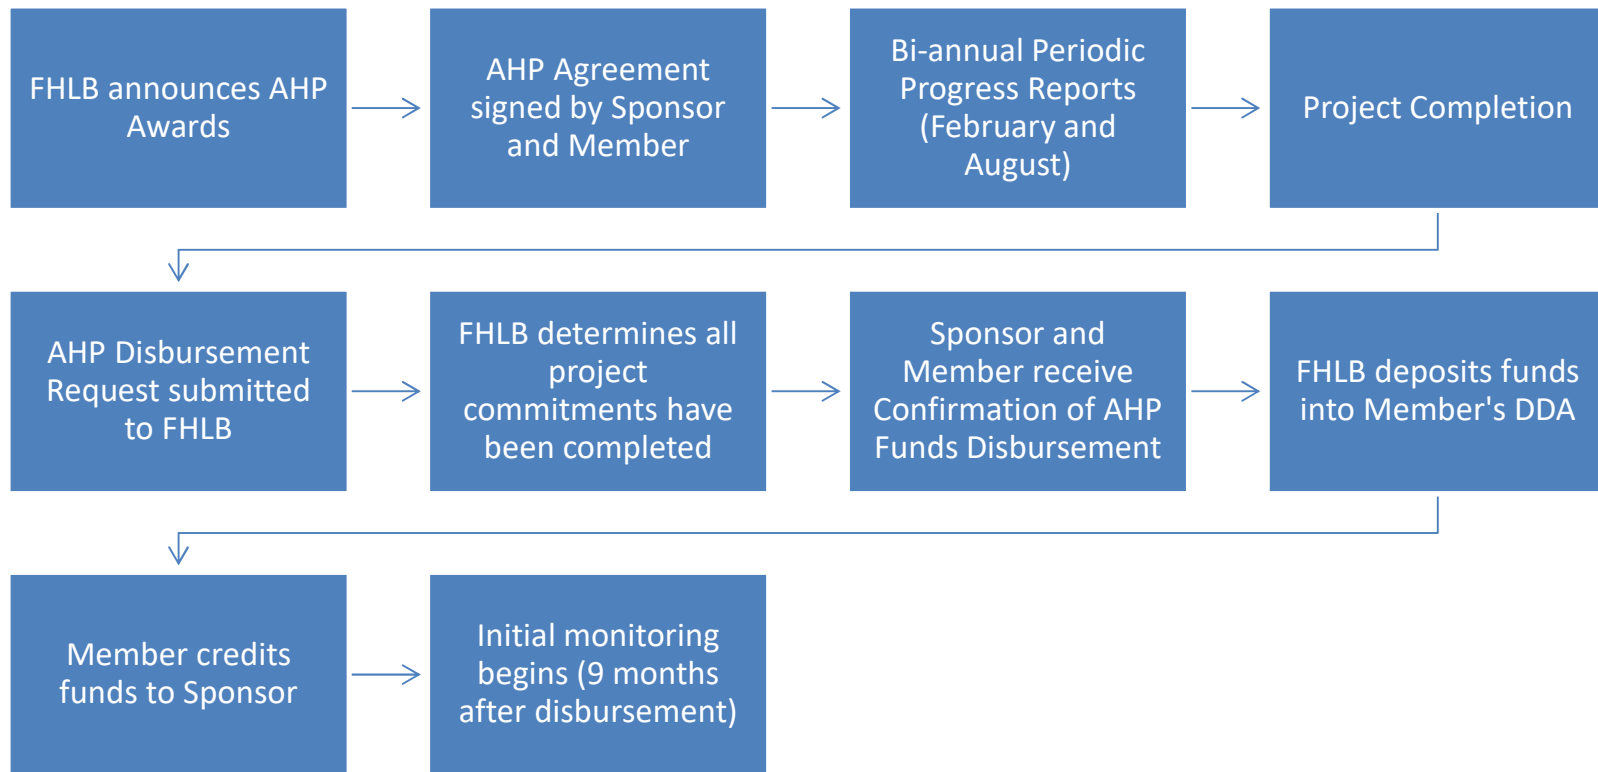 FHLB announces AHP
Awards
AHP Agreement
signed by Sponsor
and Member
Bi-annual Periodic
Progress Reports
(February and
August)
Project Completion
AHP Disbursement
Request submitted
to FHLB
FHLB determines all
project
commitments have
been completed
Sponsor and
Member receive
Confirmation of AHP
Funds Disbursement
FHLB deposits funds
into Member's DDA
Member credits
funds to Sponsor
Initial monitoring
begins (9 months
after disbursement)